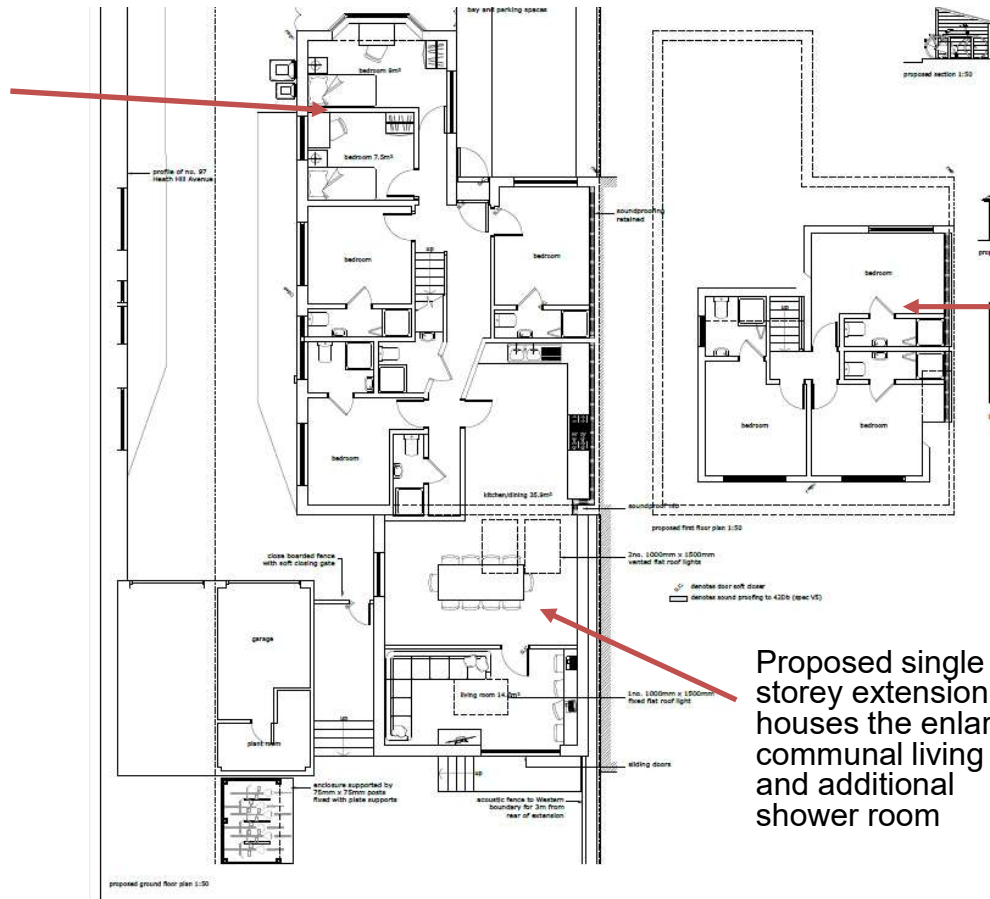 bay and parking spaces
proposed section 1:50
bedroom 9m²
bedroom 7.5m²
profile of no. 97
Heath Hill Avenue
soundproofing
retained
up
bedroom
bedroom
bedroom
up
bedroom
kitchen/dining 35.9m²
bedroom
bedroom
soundproof
proposed first floor plan 1:50
close boarded fence
with soft closing gate
2no. 1000mm x 1500mm
vented flat roof lights
s.c. denotes door soft closer
denotes sound proofing to 42Db (spec VS)
garage
living room
1no. 1000mm x 1500mm
fixed flat roof light
up
plant room
sliding doors
up
enclosure supported by
75mm x 75mm posts
fixed with plate supports
acoustic fence to Western
boundary for 3m from
rear of extension
Proposed single
storey extension
houses the enlar
communal living
and additional
shower room
proposed ground floor plan 1:50